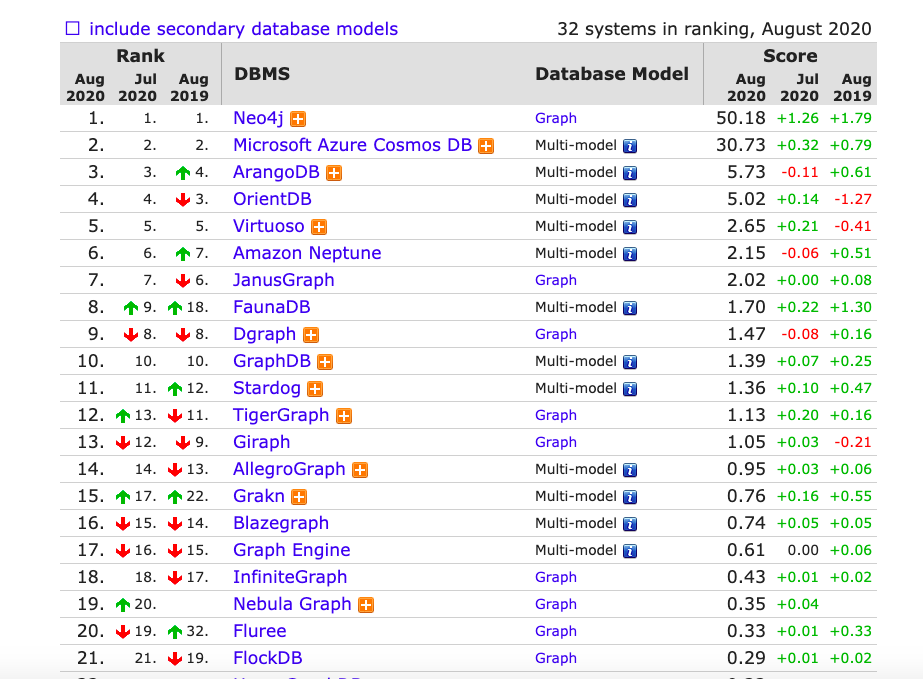 include secondary database models 32 systems in ranking, August 2020
Rank DBMS Database Model Score
Aug 2020 Jul 2020 Aug 2019 Aug 2020 Jul 2020 Aug 2019
1. 1. 1. Neo4j Graph 50.18 +1.26 +1.79
2. 2. 2. Microsoft Azure Cosmos DB Multi-model 30.73 +0.32 +0.79
3. 3. 4. ArangoDB Multi-model 5.73 -0.11 +0.61
4. 4. 3. OrientDB Multi-model 5.02 +0.14 -1.27
5. 5. 5. Virtuoso Multi-model 2.65 +0.21 -0.41
6. 6. 7. Amazon Neptune Multi-model 2.15 -0.06 +0.51
7. 7. 6. JanusGraph Graph 2.02 +0.00 +0.08
8. 9. 18. FaunaDB Multi-model 1.70 +0.22 +1.30
9. 8. 8. Dgraph Graph 1.47 -0.08 +0.16
10. 10. 10. GraphDB Multi-model 1.39 +0.07 +0.25
11. 11. 12. Stardog Multi-model 1.36 +0.10 +0.47
12. 13. 11. TigerGraph Graph 1.13 +0.20 +0.16
13. 12. 9. Giraph Graph 1.05 +0.03 -0.21
14. 14. 13. AllegroGraph Multi-model 0.95 +0.03 +0.06
15. 17. 22. Grakn Multi-model 0.76 +0.16 +0.55
16. 15. 14. Blazegraph Multi-model 0.74 +0.05 +0.05
17. 16. 15. Graph Engine Multi-model 0.61 0.00 +0.06
18. 18. 17. InfiniteGraph Graph 0.43 +0.01 +0.02
19. 20. Nebula Graph Graph 0.35 +0.04
20. 19. 32. Fluree Graph 0.33 +0.01 +0.33
21. 21. 19. FlockDB Graph 0.29 +0.01 +0.02